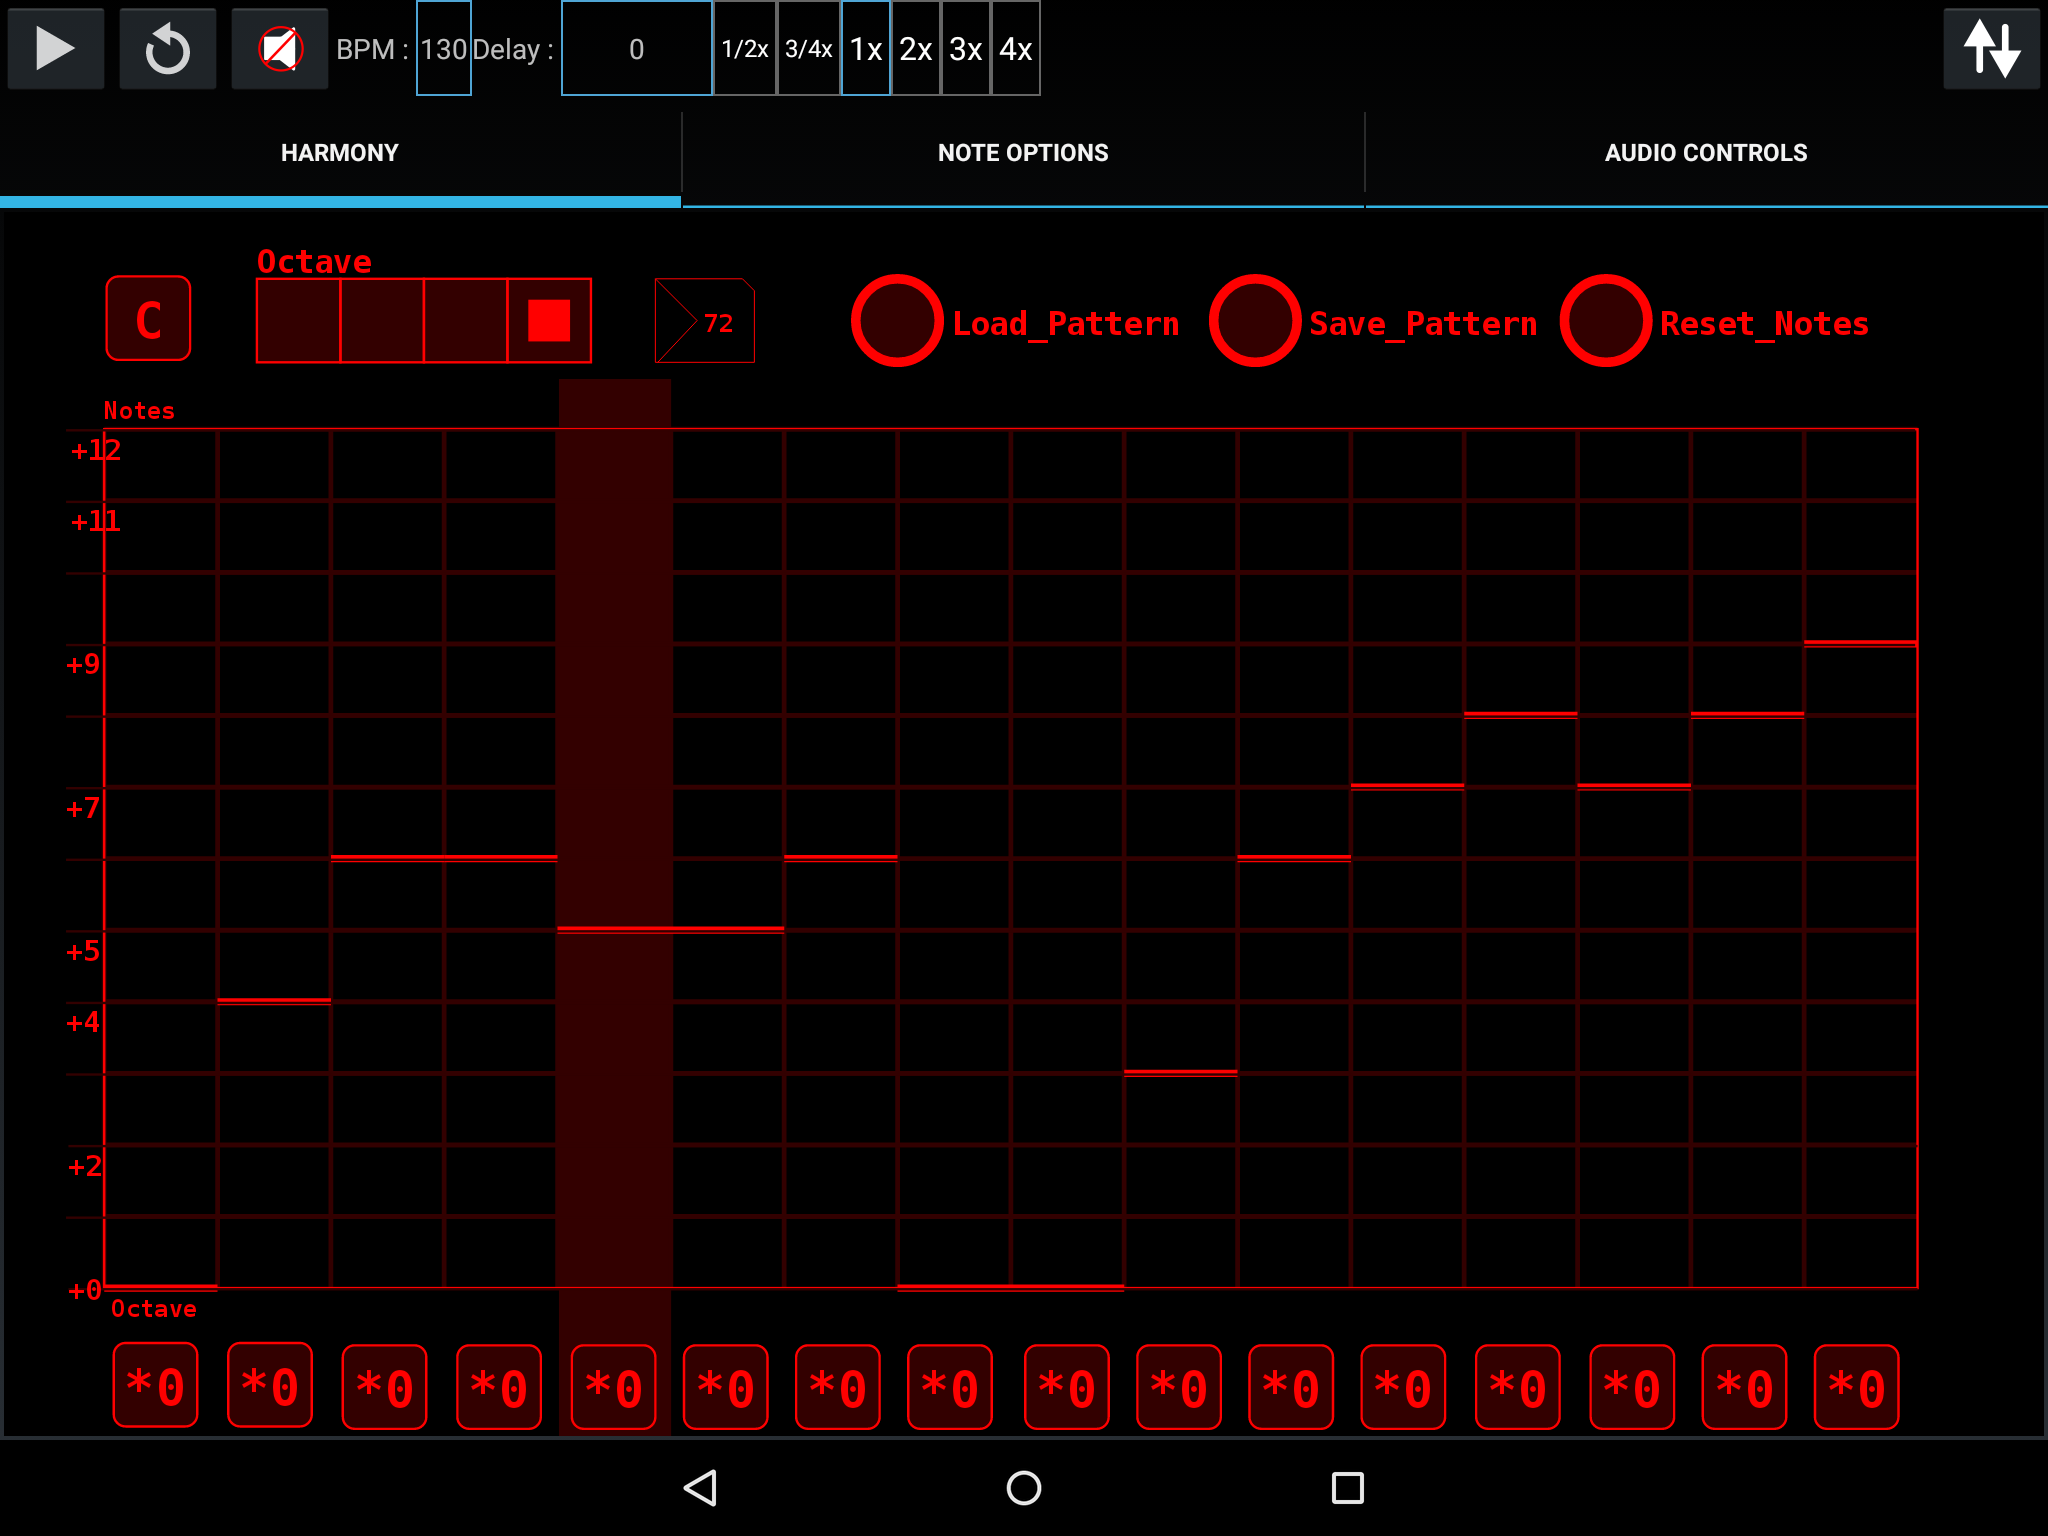 BPM : 130 Delay : 0 1/2x 3/4x 1x 2x 3x 4x
HARMONY NOTE OPTIONS AUDIO CONTROLS
Octave
C 72 Load_Pattern Save_Pattern Reset_Notes
Notes
+12
+11
+9
+7
+5
+4
+2
+0
Octave
*0 *0 *0 *0 *0 *0 *0 *0 *0 *0 *0 *0 *0 *0 *0 *0